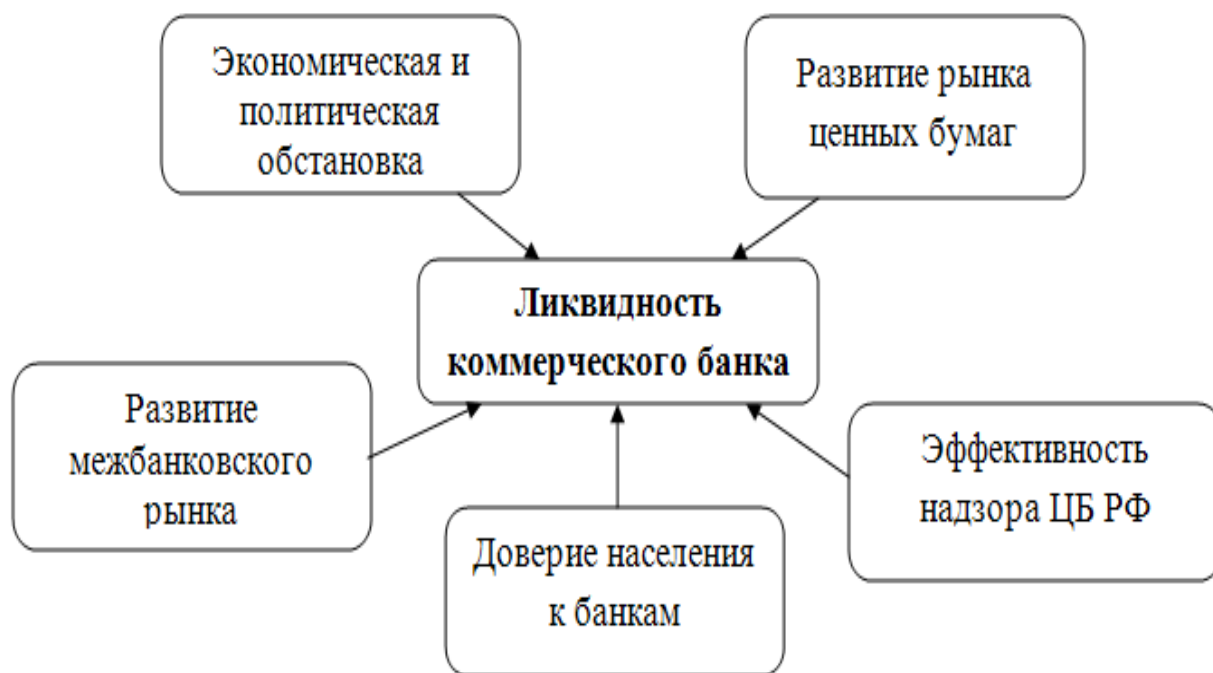 Экономическая и
политическая
обстановка
Развитие рынка
ценных бумаг
Ликвидность
коммерческого банка
Развитие
межбанковского
рынка
Доверие населения
к банкам
Эффективность
надзора ЦБ РФ